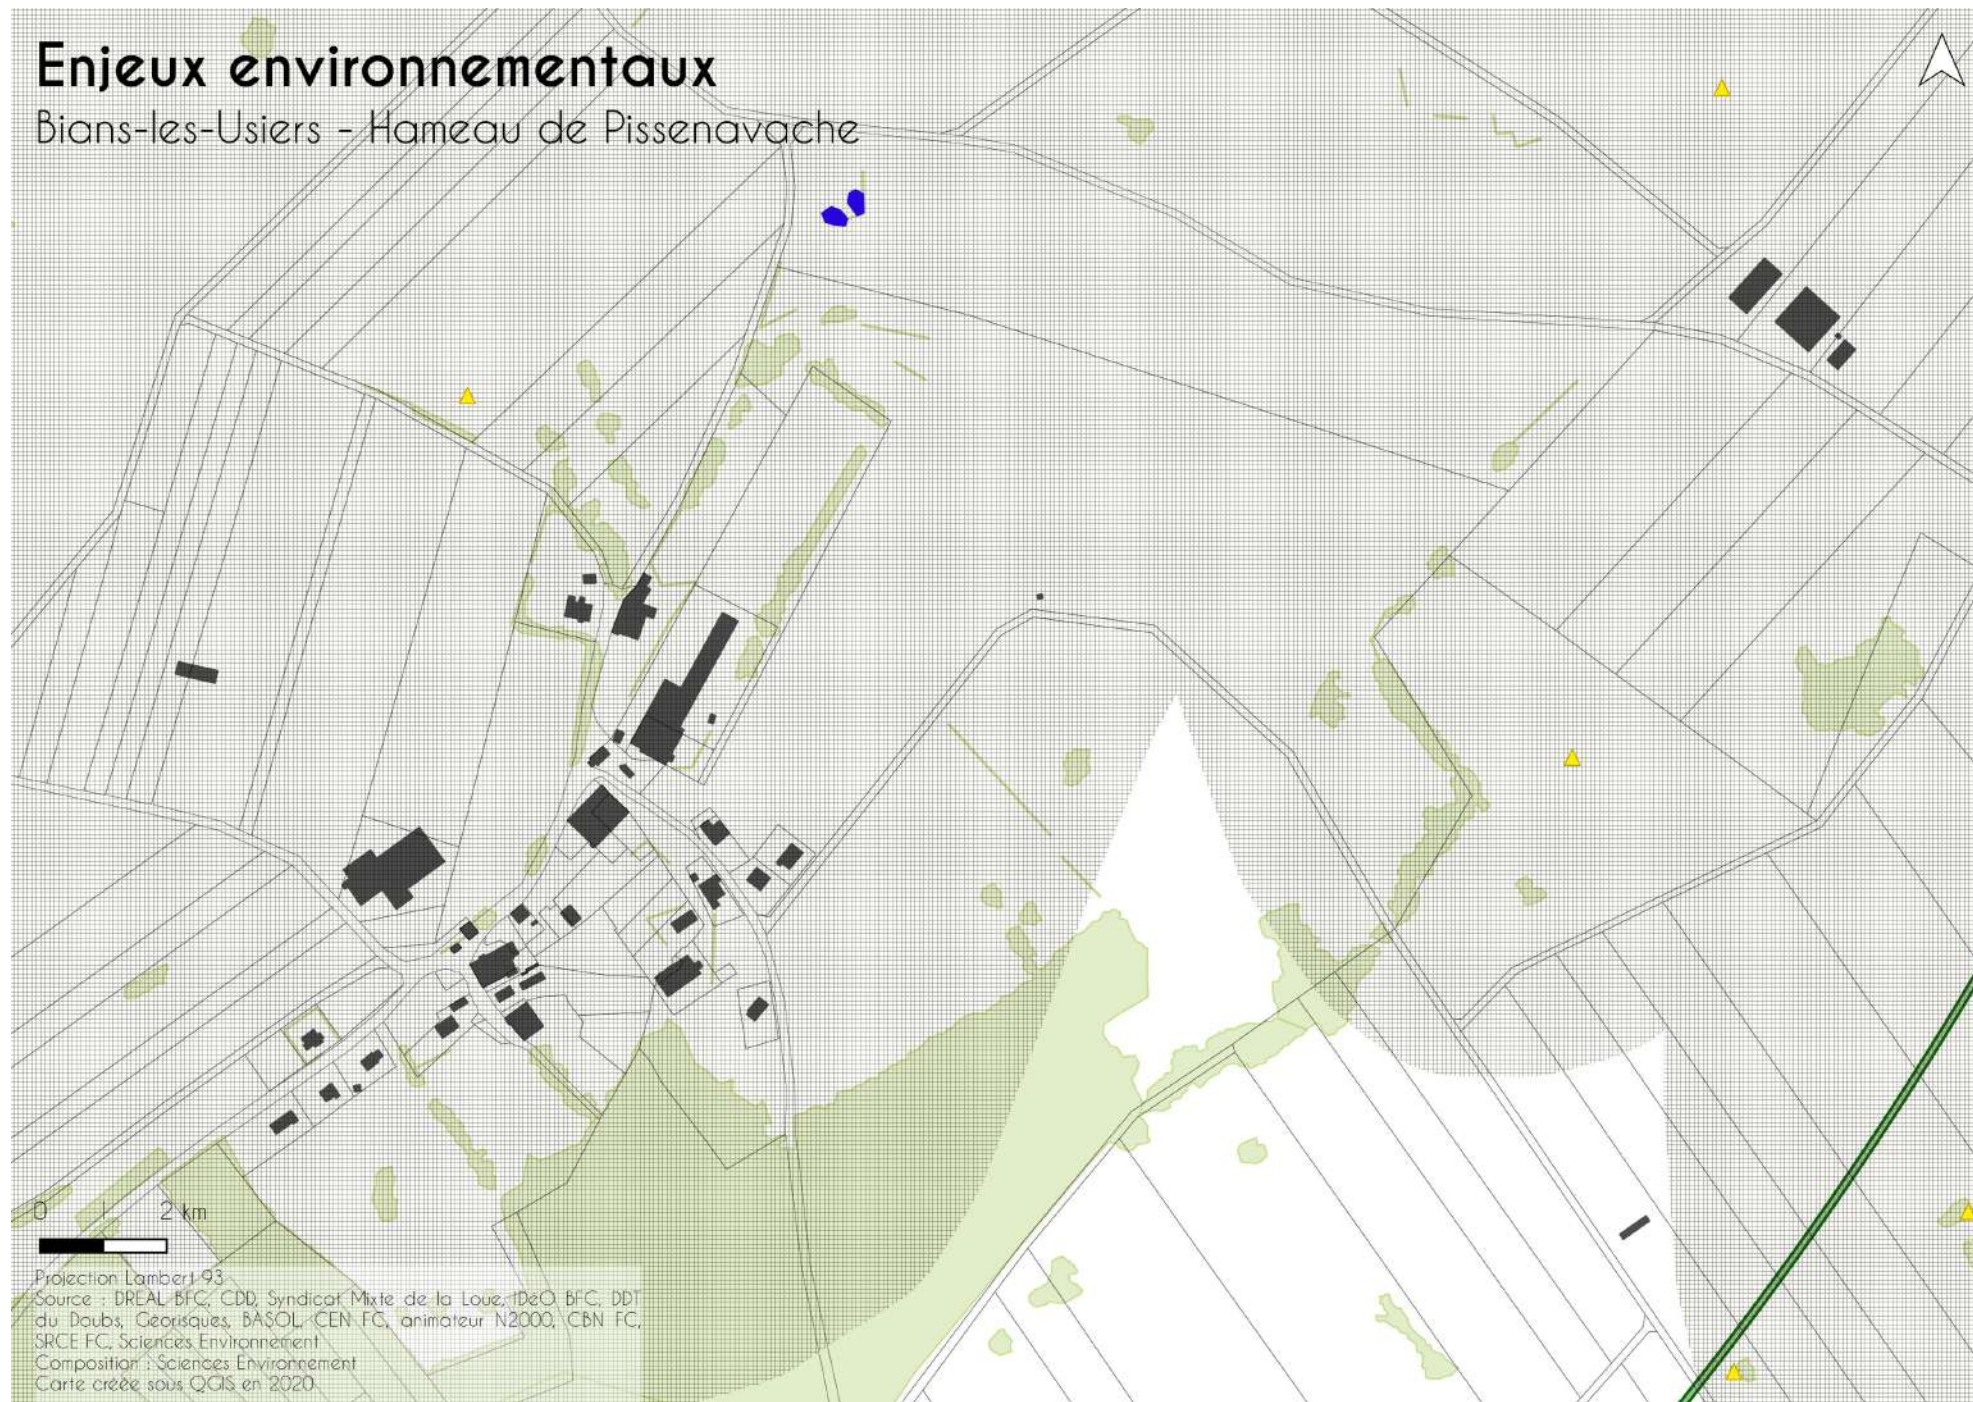 Enjeux environnementaux
Bians-les-Usiers - Hameau de Pissenavache
0 2 km
Projection Lambert 93
Source : DREAL BFC, CDD, Syndicat Mixte de la Loue, IDéO BFC, DDT
du Doubs, Géorisques, BASOL, CEN FC, animateur N2000, CBN FC,
SRCE FC, Sciences Environnement
Composition : Sciences Environnement
Carte créée sous QGIS en 2020